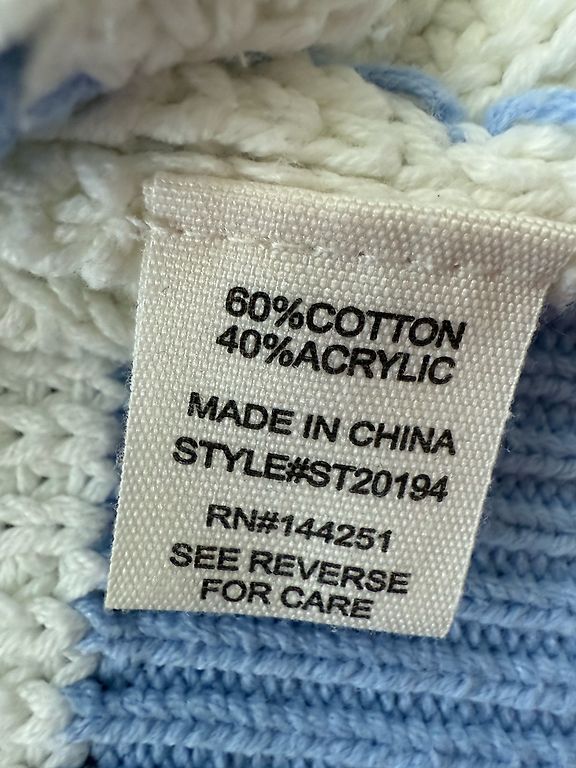 60%COTTON
40%ACRYLIC
MADE IN CHINA
STYLE#ST20194
RN#144251
SEE REVERSE
FOR CARE